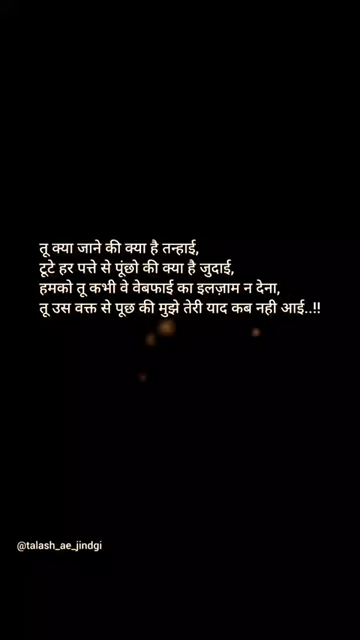 तू क्या जाने की क्या है तन्हाई,
टूटे हर पत्ते से पूंछो की क्या है जुदाई,
हमको तू कभी वे वेबफाई का इलज़ाम न देना,
तू उस वक्त से पूछ की मुझे तेरी याद कब नही आई..!!
@talash_ae_jindgi